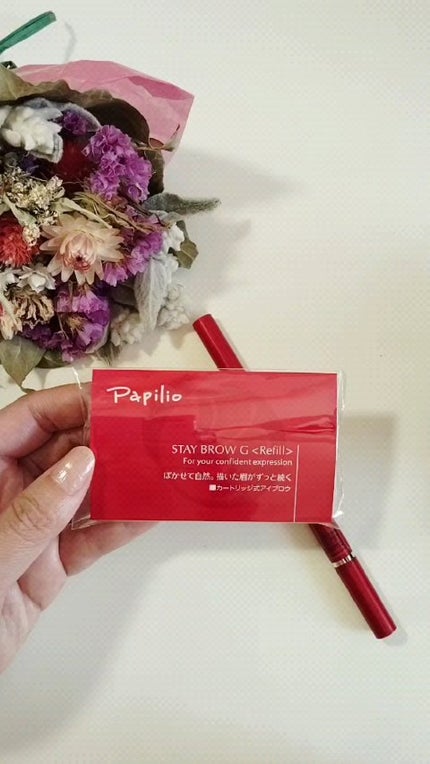 Papilio
STAY BROW G <Refill>
For your confident expression
ぼかせて自然。描いた眉がずっと続く
■カートリッジ式アイブロウ